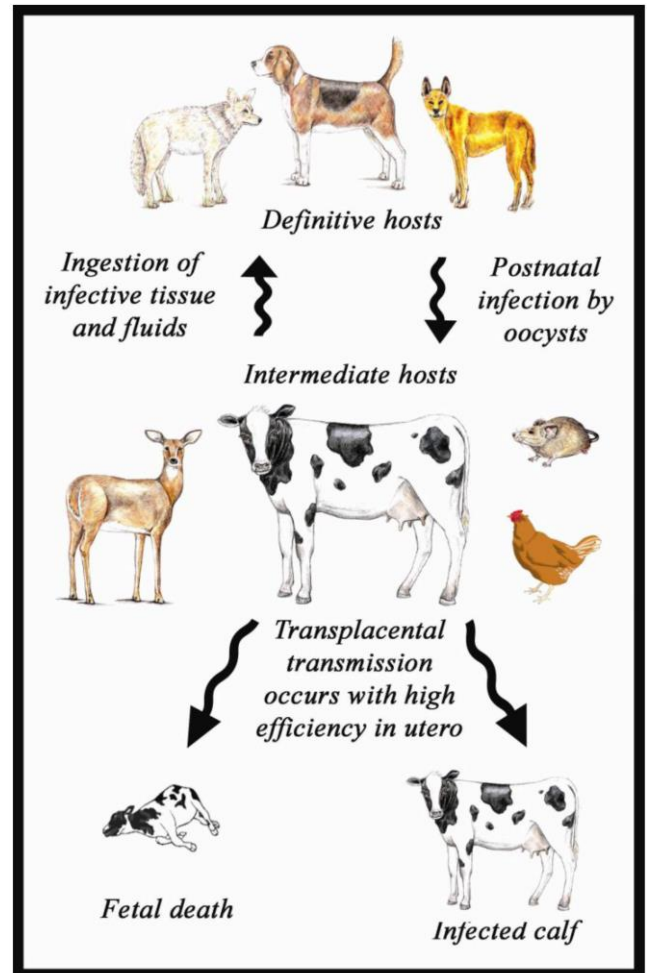 Definitive hosts
Ingestion of
infective tissue
and fluids
Postnatal
infection by
oocysts
Intermediate hosts
Transplacental
transmission
occurs with high
efficiency in utero
Fetal death
Infected calf